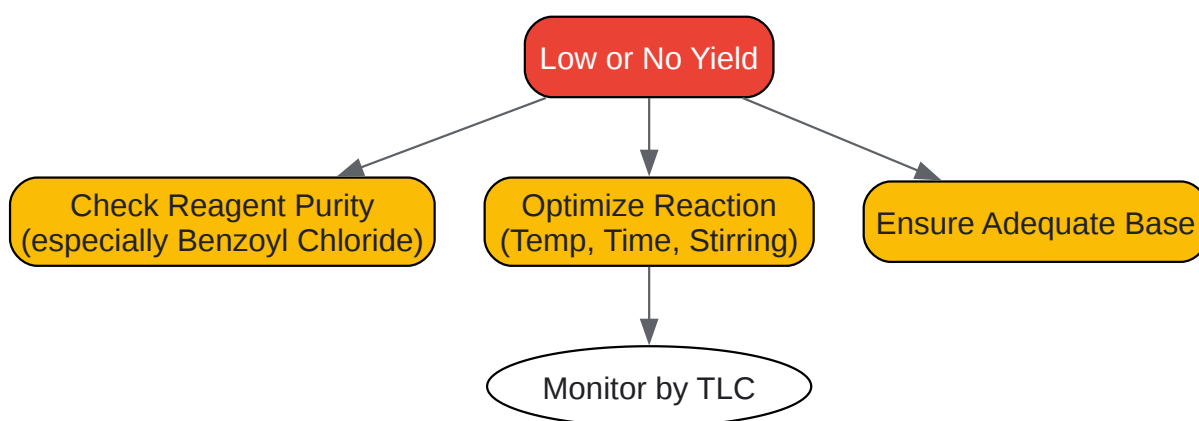 Low or No Yield
Check Reagent Purity
(especially Benzoyl Chloride)
Optimize Reaction
(Temp, Time, Stirring)
Ensure Adequate Base
Monitor by TLC